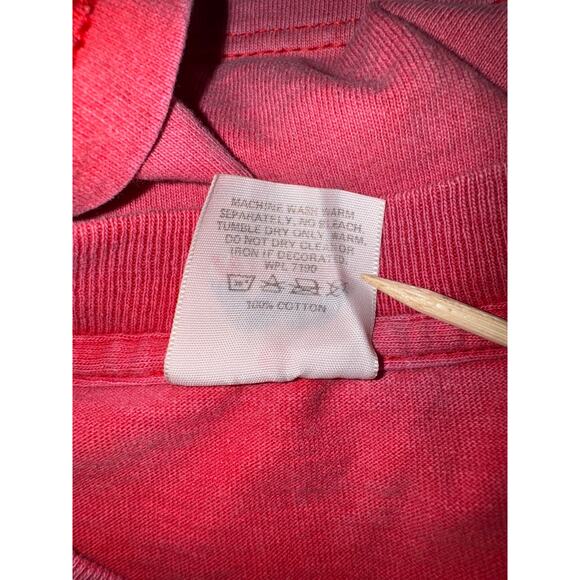 MACHINE WASH WARM
SEPARATELY. NO BLEACH.
TUMBLE DRY ONLY WARM.
DO NOT DRY CLEAN OR
IRON IF DECORATED.
WPL 7190
100% COTTON